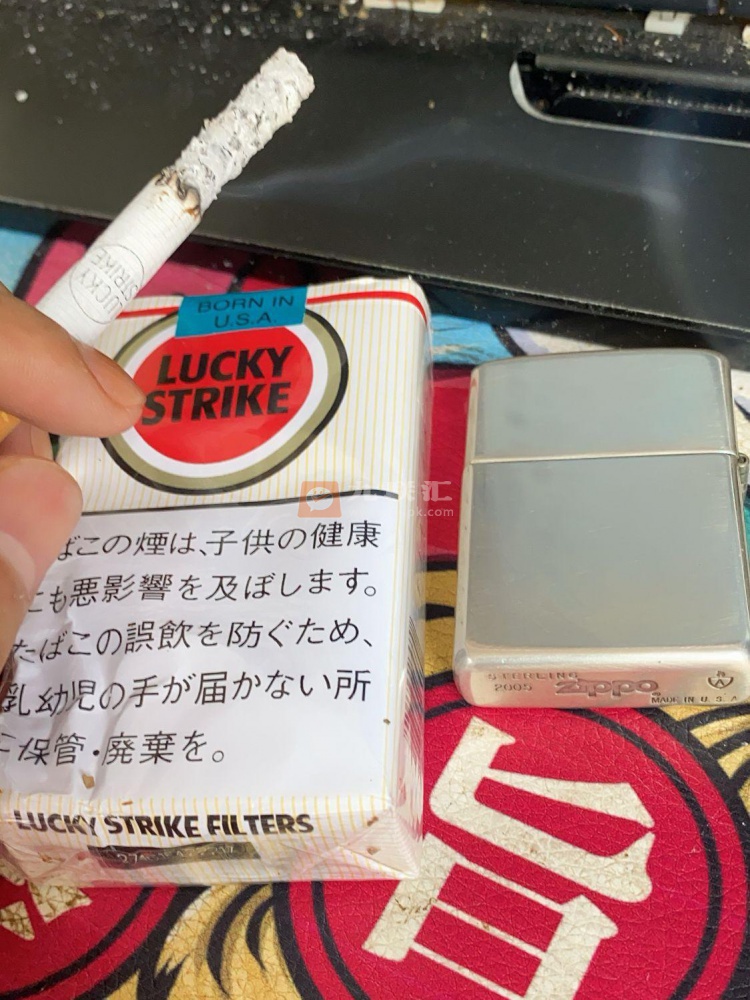 LUCKY
STRIKE
BORN IN
U.S.A.
LUCKY
STRIKE
ばこの煙は、子供の健康
も悪影響を及ぼします。
たばこの誤飲を防ぐため、
乳幼児の手が届かない所
保管・廃棄を。
LUCKY STRIKE FILTERS
STERLING
2005
Zippo
MADE IN U.S.A
旨